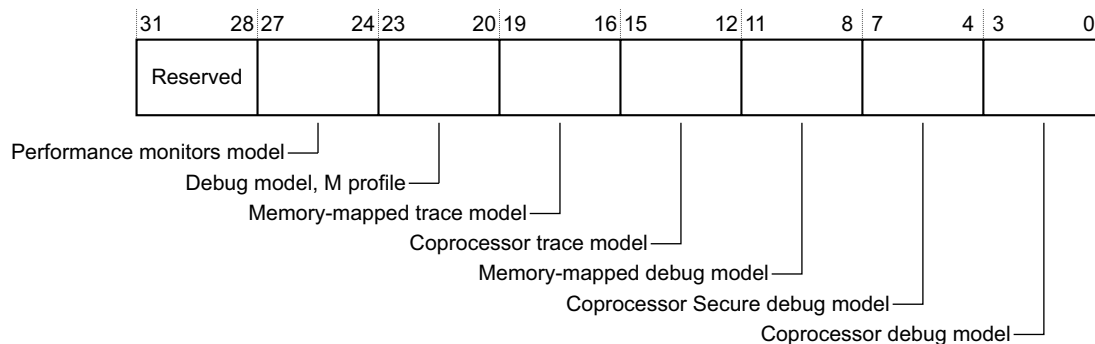 31 28 27 24 23 20 19 16 15 12 11 8 7 4 3 0
Reserved
Performance monitors model
Debug model, M profile
Memory-mapped trace model
Coprocessor trace model
Memory-mapped debug model
Coprocessor Secure debug model
Coprocessor debug model